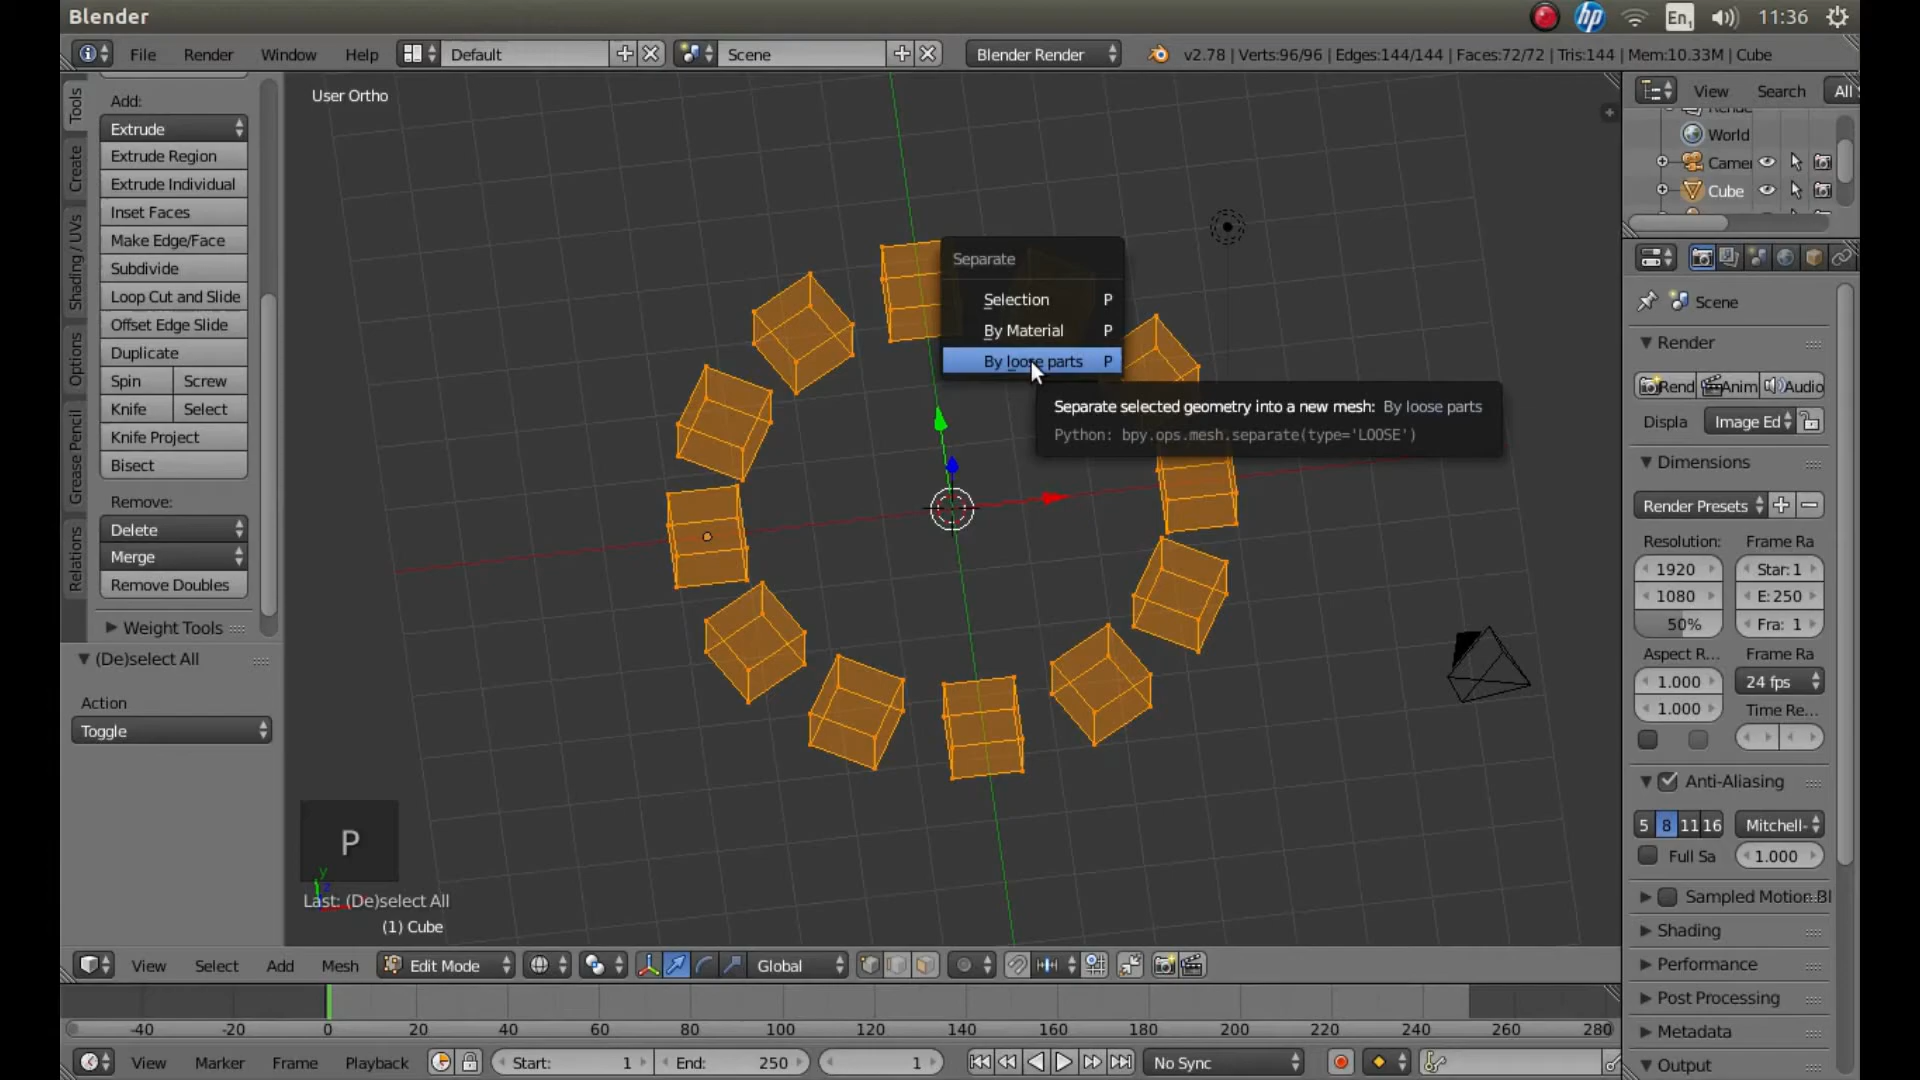 Blender
En1
11:36
File Render Window Help Default Scene Blender Render v2.78 | Verts:96/96 | Edges:144/144 | Faces:72/72 | Tris:144 | Mem:10.33M | Cube
Tools
Create
Shading / UVs
Options
Grease Pencil
Relations
Add:
Extrude
Extrude Region
Extrude Individual
Inset Faces
Make Edge/Face
Subdivide
Loop Cut and Slide
Offset Edge Slide
Duplicate
Spin Screw
Knife Select
Knife Project
Bisect
Remove:
Delete
Merge
Remove Doubles
Weight Tools
(De)select All
Action
Toggle
User Ortho
Separate
Selection P
By Material P
By loose parts P
Separate selected geometry into a new mesh: By loose parts
Python: bpy.ops.mesh.separate(type='LOOSE')
P
y
z
Last: (De)select All
(1) Cube
View Search All
World
Camer
Cube
Scene
Render
Rend Anim Audio
Displa Image Ed
Dimensions
Render Presets
Resolution: Frame Ra
1920 Star: 1
1080 E: 250
50% Fra: 1
Aspect R... Frame Ra
1.000 24 fps
1.000 Time Re...
Anti-Aliasing
5 8 11 16 Mitchell-
Full Sa 1.000
Sampled Motion Bl
Shading
Performance
Post Processing
Metadata
Output
View Select Add Mesh Edit Mode Global
-40 -20 0 20 40 60 80 100 120 140 160 180 200 220 240 260 280
View Marker Frame Playback Start: 1 End: 250 1 No Sync